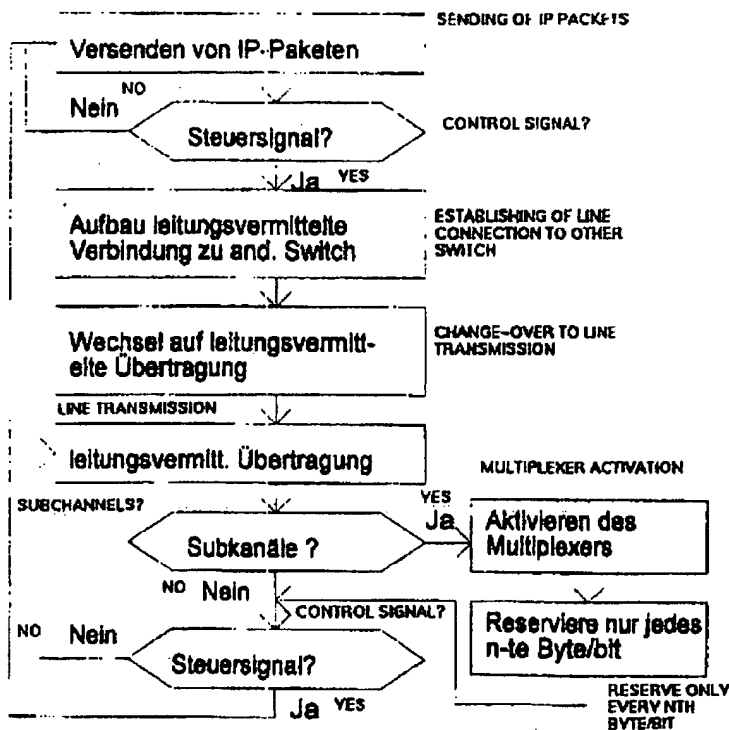 SENDING OF IP PACKETS
Versenden von IP-Paketen
NO
Nein
Steuersignal?
CONTROL SIGNAL?
Ja YES
Aufbau leitungsvermittelte
Verbindung zu and. Switch
ESTABLISHING OF LINE
CONNECTION TO OTHER
SWITCH
Wechsel auf leitungsvermitt-
elte Übertragung
CHANGE-OVER TO LINE
TRANSMISSION
LINE TRANSMISSION
leitungsvermitt. Übertragung
MULTIPLEXER ACTIVATION
SUBCHANNELS?
Subkanäle ?
YES
Ja
Aktivieren des
Multiplexers
NO Nein
CONTROL SIGNAL?
Reserviere nur jedes
n-te Byte/bit
NO Nein
Steuersignal?
Ja YES
RESERVE ONLY
EVERY NTH
BYTE/BIT